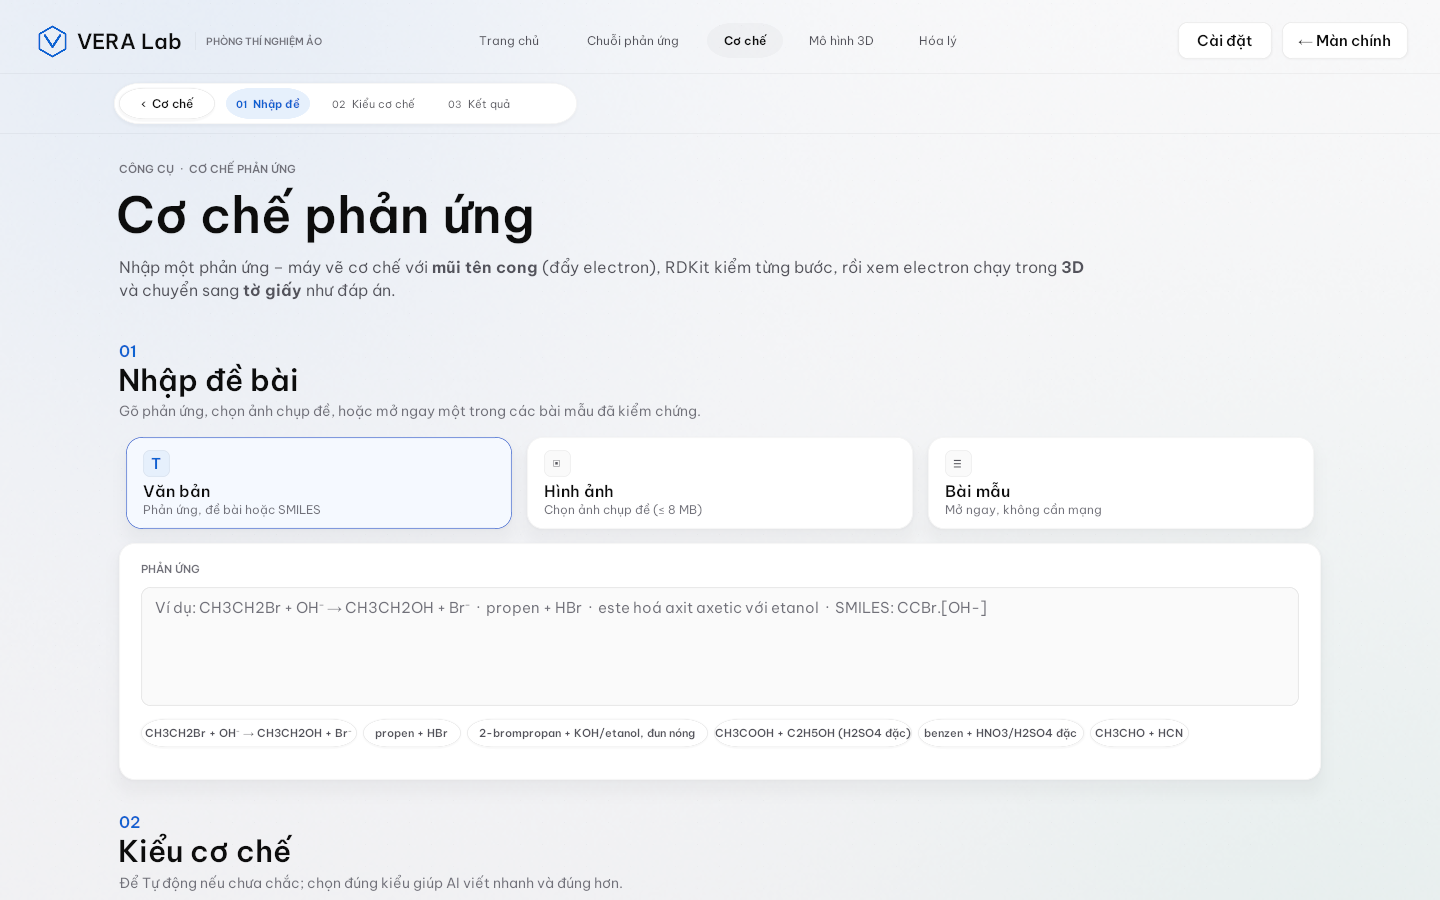 VERA Lab
PHÒNG THÍ NGHIỆM ẢO
Trang chủ
Chuỗi phản ứng
Cơ chế
Mô hình 3D
Hóa lý
Cài đặt
← Màn chính
‹ Cơ chế
01 Nhập đề
02 Kiểu cơ chế
03 Kết quả
CÔNG CỤ · CƠ CHẾ PHẢN ỨNG
Cơ chế phản ứng
Nhập một phản ứng – máy vẽ cơ chế với mũi tên cong (đẩy electron), RDKit kiểm từng bước, rồi xem electron chạy trong 3D
và chuyển sang tờ giấy như đáp án.
01
Nhập đề bài
Gõ phản ứng, chọn ảnh chụp đề, hoặc mở ngay một trong các bài mẫu đã kiểm chứng.
T
Văn bản
Phản ứng, đề bài hoặc SMILES
Hình ảnh
Chọn ảnh chụp đề (≤ 8 MB)
Bài mẫu
Mở ngay, không cần mạng
PHẢN ỨNG
Ví dụ: CH3CH2Br + OH⁻ → CH3CH2OH + Br⁻ · propen + HBr · este hoá axit axetic với etanol · SMILES: CCBr.[OH-]
CH3CH2Br + OH⁻ → CH3CH2OH + Br⁻
propen + HBr
2-brompropan + KOH/etanol, đun nóng
CH3COOH + C2H5OH (H2SO4 đặc)
benzen + HNO3/H2SO4 đặc
CH3CHO + HCN
02
Kiểu cơ chế
Để Tự động nếu chưa chắc; chọn đúng kiểu giúp AI viết nhanh và đúng hơn.